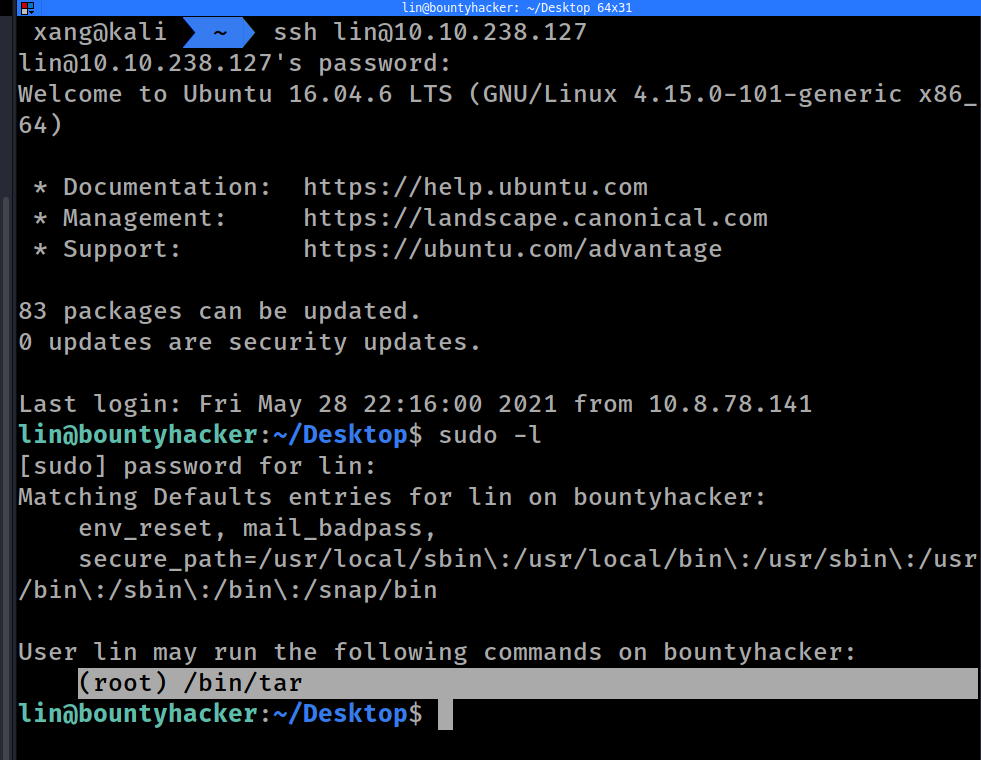 lin@bountyhacker: ~/Desktop 64x31
xang@kali ~ ssh lin@10.10.238.127
lin@10.10.238.127's password:
Welcome to Ubuntu 16.04.6 LTS (GNU/Linux 4.15.0-101-generic x86_
64)
* Documentation: https://help.ubuntu.com
* Management: https://landscape.canonical.com
* Support: https://ubuntu.com/advantage
83 packages can be updated.
0 updates are security updates.
Last login: Fri May 28 22:16:00 2021 from 10.8.78.141
lin@bountyhacker:~/Desktop$ sudo -l
[sudo] password for lin:
Matching Defaults entries for lin on bountyhacker:
env_reset, mail_badpass,
secure_path=/usr/local/sbin\:/usr/local/bin\:/usr/sbin\:/usr
/bin\:/sbin\:/bin\:/snap/bin
User lin may run the following commands on bountyhacker:
(root) /bin/tar
lin@bountyhacker:~/Desktop$